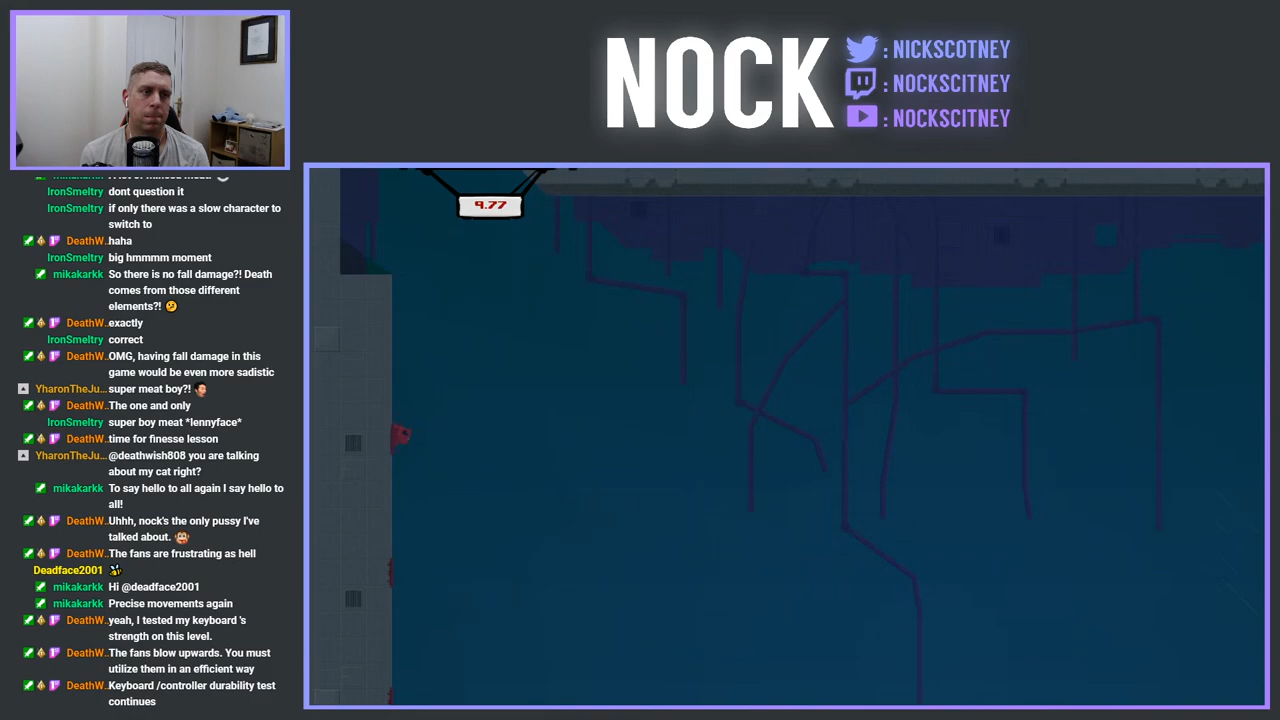 NOCK
: NICKSCOTNEY
: NOCKSCITNEY
: NOCKSCITNEY
9.77
IronSmeltry dont question it
IronSmeltry if only there was a slow character to
switch to
DeathW.. haha
IronSmeltry big hmmmm moment
mikakarkk So there is no fall damage?! Death
comes from those different
elements?!
DeathW.. exactly
IronSmeltry correct
DeathW.. OMG, having fall damage in this
game would be even more sadistic
YharonTheJu... super meat boy?!
DeathW.. The one and only
IronSmeltry super boy meat *lennyface*
DeathW.. time for finesse lesson
YharonTheJu... @deathwish808 you are talking
about my cat right?
mikakarkk To say hello to all again I say hello to
all!
DeathW.. Uhhh, nock's the only pussy I've
talked about.
DeathW.. The fans are frustrating as hell
Deadface2001
mikakarkk Hi @deadface2001
mikakarkk Precise movements again
DeathW.. yeah, I tested my keyboard 's
strength on this level.
DeathW.. The fans blow upwards. You must
utilize them in an efficient way
DeathW.. Keyboard /controller durability test
continues